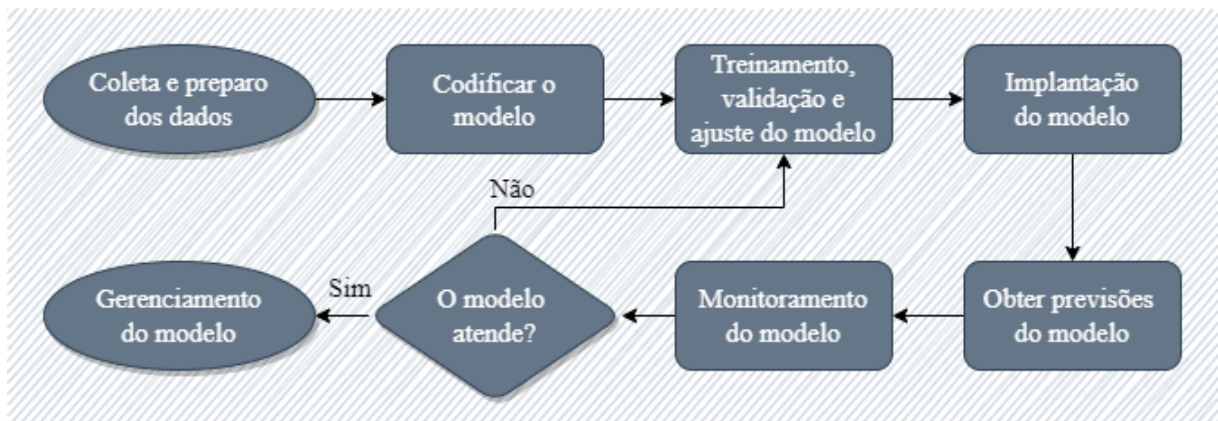 Coleta e preparo
dos dados
Codificar o
modelo
Treinamento,
validação e
ajuste do modelo
Implantação
do modelo
Não
Gerenciamento
do modelo
Sim
O modelo
atende?
Monitoramento
do modelo
Obter previsões
do modelo